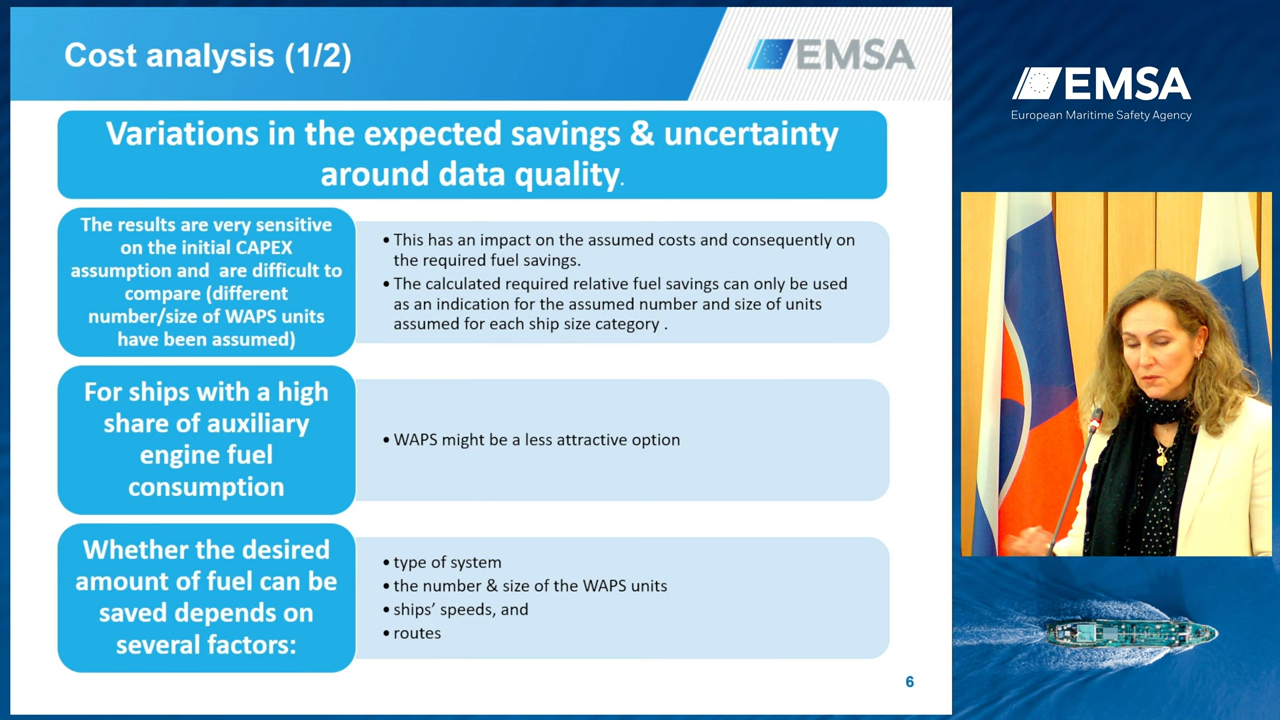 Cost analysis (1/2)
EMSA
Variations in the expected savings & uncertainty
around data quality.
The results are very sensitive
on the initial CAPEX
assumption and  are difficult to
compare (different
number/size of WAPS units
have been assumed)
• This has an impact on the assumed costs and consequently on
the required fuel savings.
• The calculated required relative fuel savings can only be used
as an indication for the assumed number and size of units
assumed for each ship size category .
For ships with a high
share of auxiliary
engine fuel
consumption
• WAPS might be a less attractive option
Whether the desired
amount of fuel can be
saved depends on
several factors:
• type of system
• the number & size of the WAPS units
• ships’ speeds, and
• routes
6
EMSA
European Maritime Safety Agency